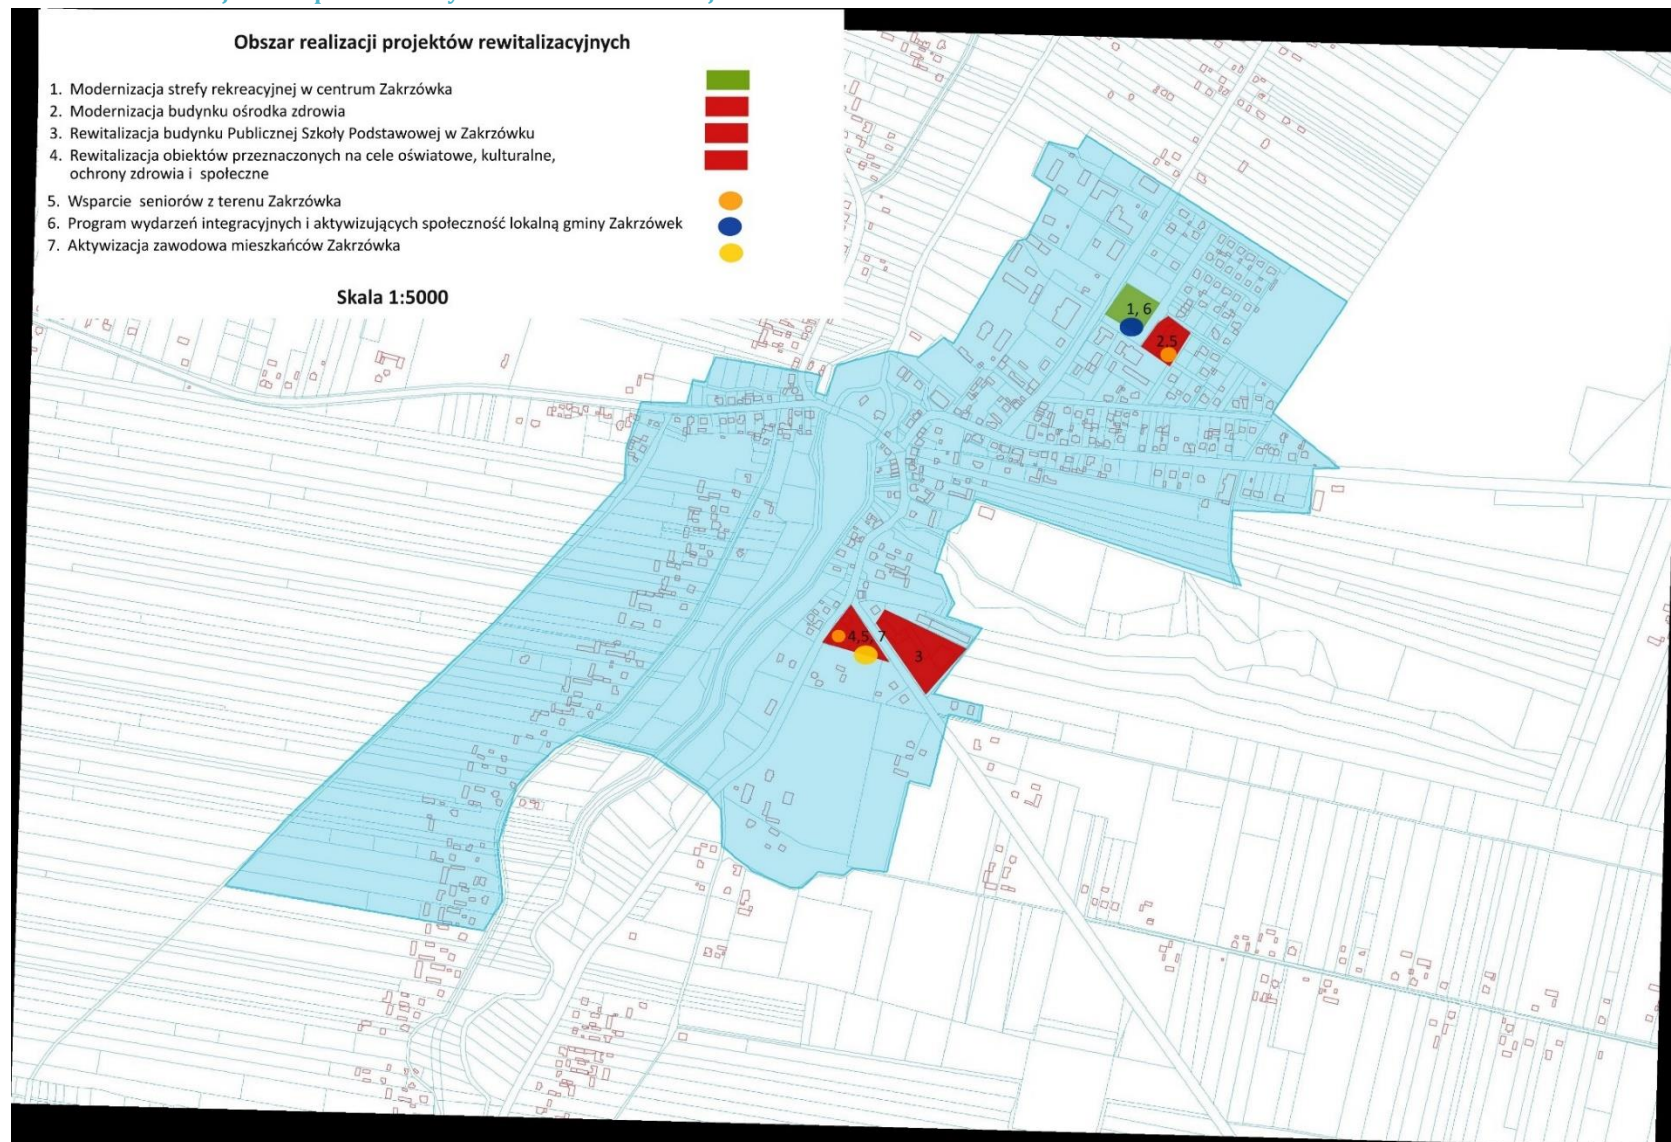 Obszar realizacji projektów rewitalizacyjnych
1. Modernizacja strefy rekreacyjnej w centrum Zakrzówka
2. Modernizacja budynku ośrodka zdrowia
3. Rewitalizacja budynku Publicznej Szkoły Podstawowej w Zakrzówku
4. Rewitalizacja obiektów przeznaczonych na cele oświatowe, kulturalne,
ochrony zdrowia i społeczne
5. Wsparcie seniorów z terenu Zakrzówka
6. Program wydarzeń integracyjnych i aktywizujących społeczność lokalną gminy Zakrzówek
7. Aktywizacja zawodowa mieszkańców Zakrzówka
Skala 1:5000
1, 6
2.5
4,5, 7
3